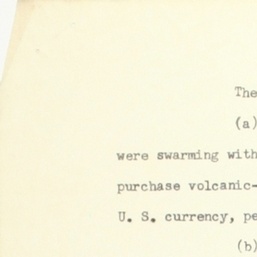 The
(a)
were swarming with
purchase volcanic-
U. S. currency, pe
(b)